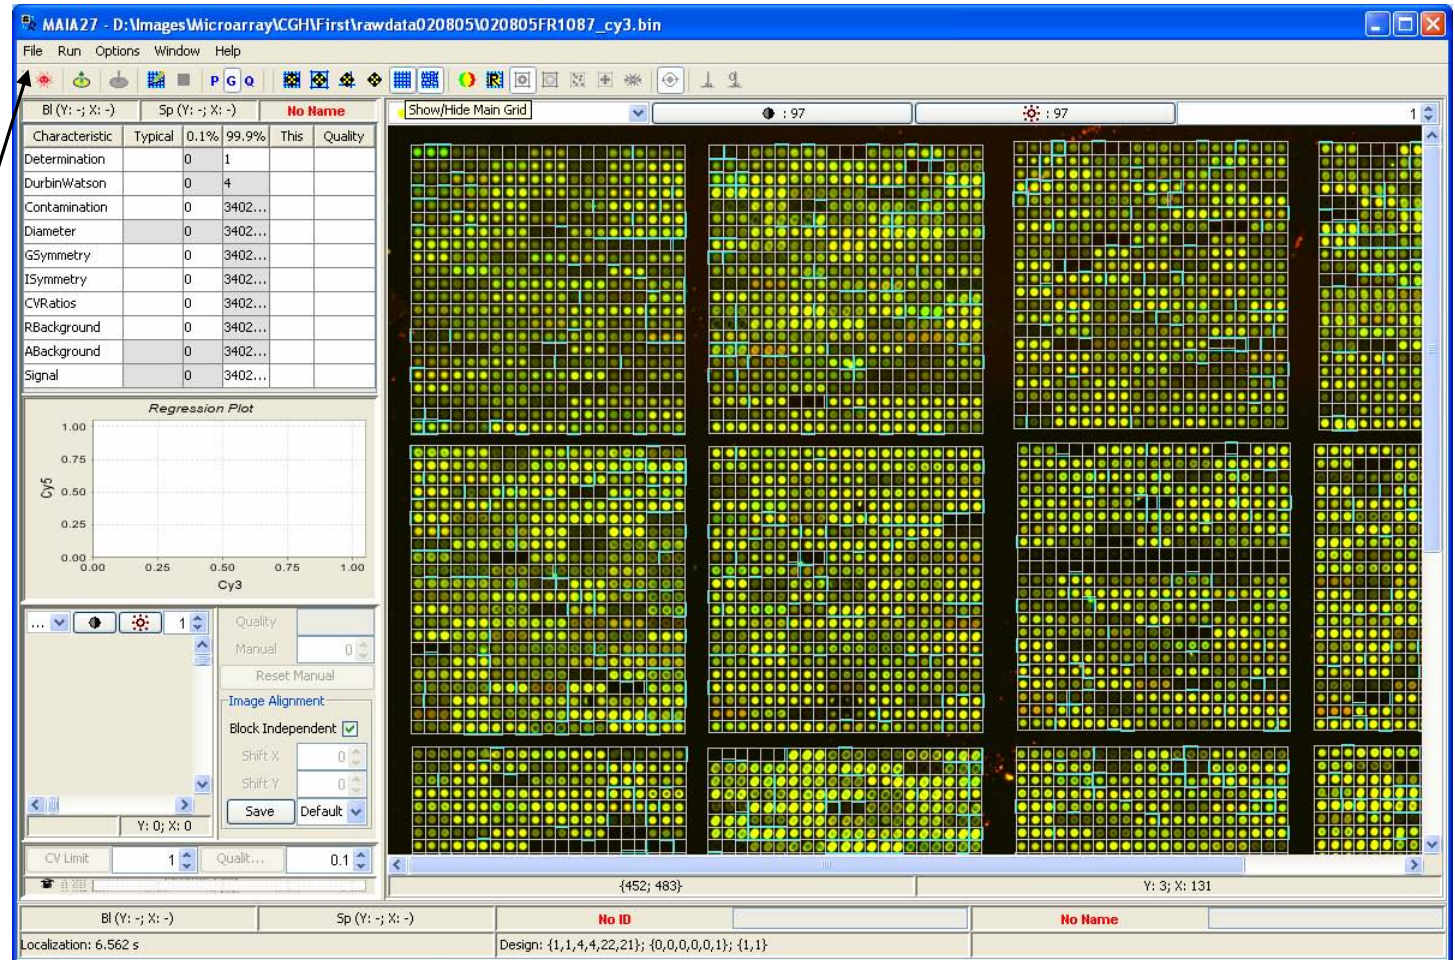 MAIA27 - D:\Images\Microarray\CGH\First\rawdata020805\020805FR1087_cy3.bin
File Run Options Window Help
P G Q
Bl (Y: -; X: -) Sp (Y: -; X: -) No Name
Show/Hide Main Grid : 97 : 97 1
Characteristic Typical 0.1% 99.9% This Quality
Determination 0 1
DurbinWatson 0 4
Contamination 0 3402...
Diameter 0 3402...
GSymmetry 0 3402...
ISymmetry 0 3402...
CVRatios 0 3402...
RBackground 0 3402...
ABackground 0 3402...
Signal 0 3402...
Regression Plot
1.00
0.75
0.50
0.25
0.00
Cy5
0.00 0.25 0.50 0.75 1.00
Cy3
... 1
Quality
Manual 0
Reset Manual
Image Alignment
Block Independent
Shift X 0
Shift Y 0
Save Default
Y: 0; X: 0
CV Limit 1 Qualit... 0.1
{452; 483} Y: 3; X: 131
Bl (Y: -; X: -) Sp (Y: -; X: -) No ID No Name
Localization: 6.562 s Design: {1,1,4,4,22,21}; {0,0,0,0,0,1}; {1,1}